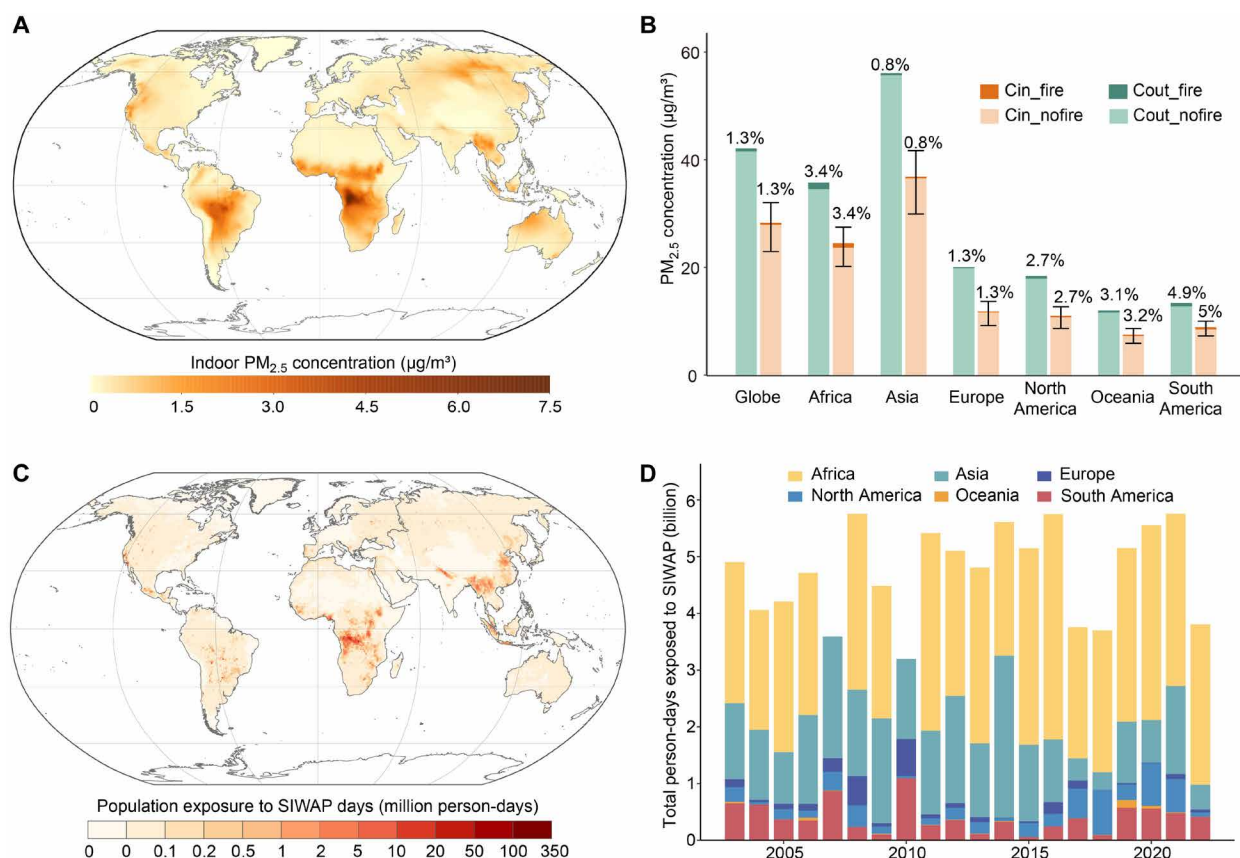 A
Indoor PM2.5 concentration (µg/m³)
0 1.5 3.0 4.5 6.0 7.5
B
PM2.5 concentration (µg/m³)
60
40
20
0
Cin_fire Cout_fire
Cin_nofire Cout_nofire
1.3% 1.3%
3.4% 3.4%
0.8% 0.8%
1.3% 1.3%
2.7% 2.7%
3.1% 3.2%
4.9% 5%
Globe Africa Asia Europe North America Oceania South America
C
Population exposure to SIWAP days (million person-days)
0 0 0.1 0.2 0.5 1 2 5 10 20 50 100 350
D
Total person-days exposed to SIWAP (billion)
Africa Asia Europe
North America Oceania South America
6
5
4
3
2
1
0
2005 2010 2015 2020